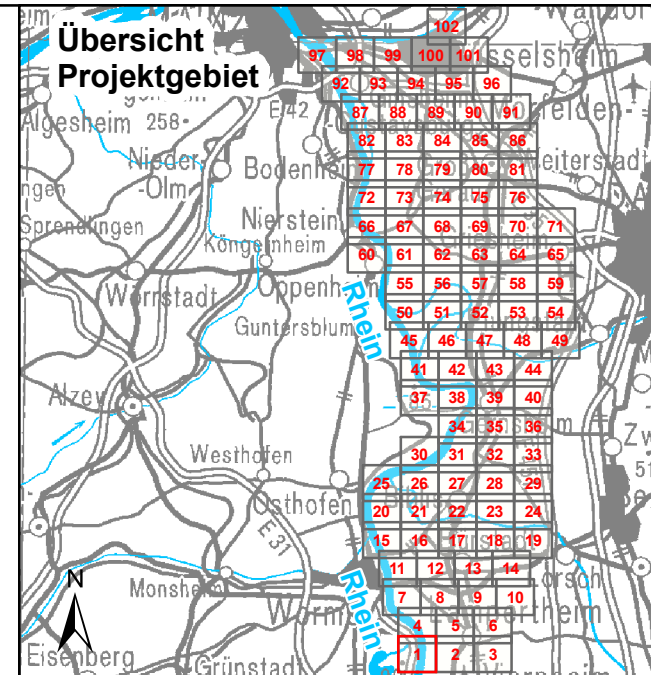 Übersicht
Projektgebiet
102
97 98 99 100 101
sselsheim
92 93 94 95 96
E 42
87 88 89 90 91
Algesheim 258
82 83 84 85 86
Nieder-
-Olm
Bodenheim
77 78 79 80 81
Weiterstadt
72 73 74 75 76
Sprendlingen
Nierstein
66 67 68 69 70 71
Köngernheim
60 61 62 63 64 65
Wörrstadt
Oppenheim
55 56 57 58 59
Rhein
50 51 52 53 54
Guntersblum
45 46 47 48 49
41 42 43 44
Alzey
37 38 39 40
34 35 36
Westhofen
30 31 32 33
25 26 27 28 29
Osthofen
20 21 22 23 24
E 31
15 16 17 18 19
11 12 13 14
Lorsch
N
Monsheim
Rhein
7 8 9 10
Worms
4 5 6
Eisenberg
1 2 3
Grünstadt